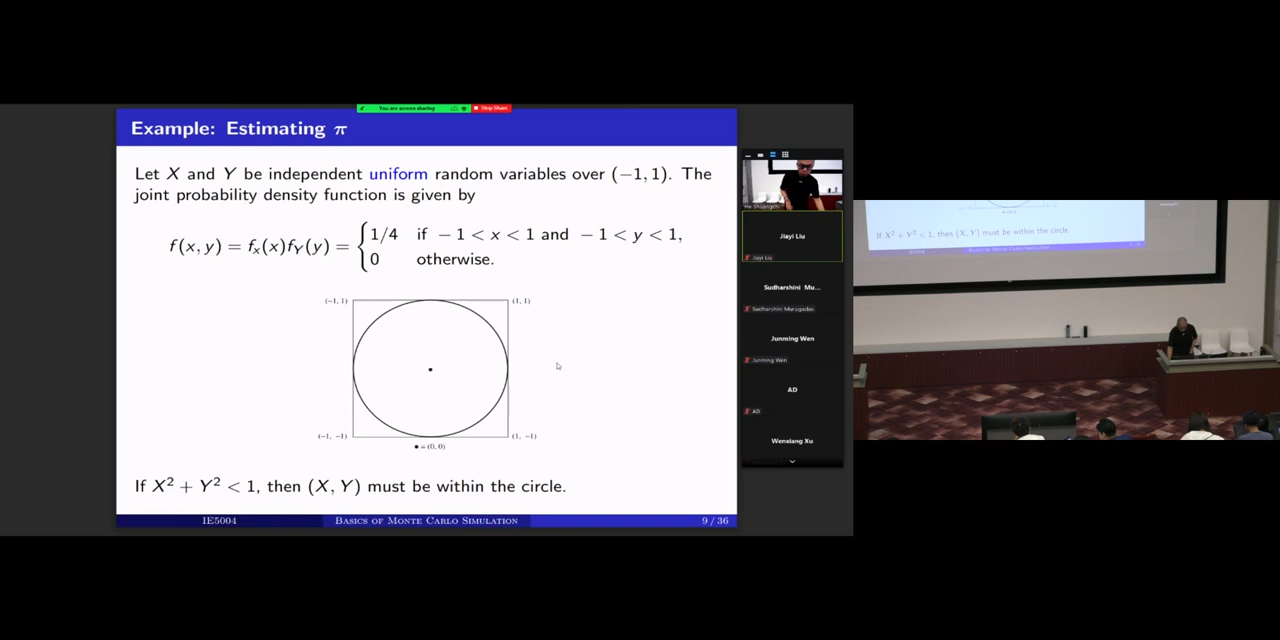 You are screen sharing
Stop Share
Example: Estimating π
Let X and Y be independent uniform random variables over (−1, 1). The
joint probability density function is given by
f(x, y) = fₓ(x)f_Y(y) = { 1/4 if − 1 < x < 1 and − 1 < y < 1,
0 otherwise.
(−1, 1)
(1, 1)
(−1, −1)
(1, −1)
• = (0, 0)
If X² + Y² < 1, then (X, Y) must be within the circle.
IE5004
Basics of Monte Carlo Simulation
9 / 36
Jiayi Liu
Jiayi Liu
Sudharshini Mu...
Sudharshini Murugadas
Junming Wen
Junming Wen
AD
AD
Wenxiang Xu
If X² + Y² < 1, then (X, Y) must be within the circle.